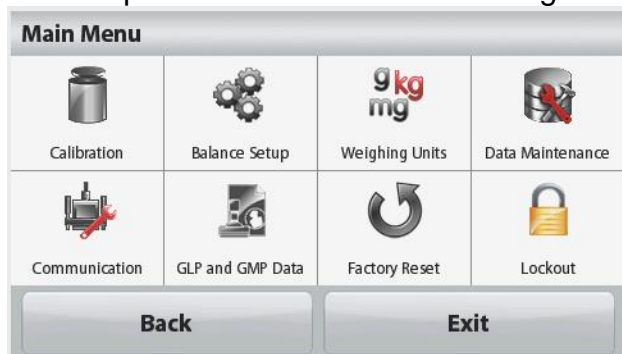 Main Menu
g kg
mg
Calibration
Balance Setup
Weighing Units
Data Maintenance
Communication
GLP and GMP Data
Factory Reset
Lockout
Back
Exit